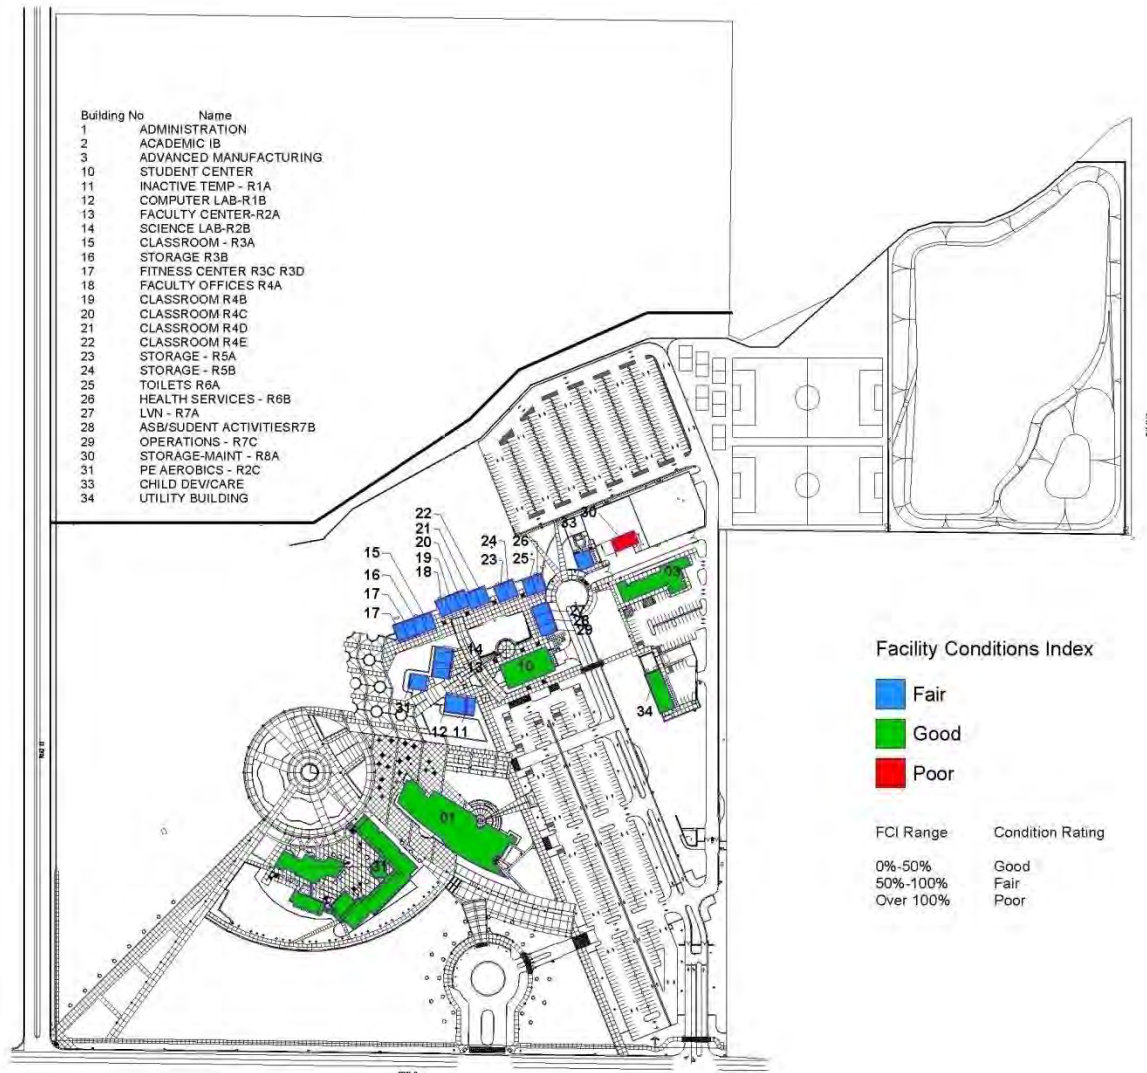 Building No Name
1 ADMINISTRATION
2 ACADEMIC IB
3 ADVANCED MANUFACTURING
10 STUDENT CENTER
11 INACTIVE TEMP - R1A
12 COMPUTER LAB-R1B
13 FACULTY CENTER-R2A
14 SCIENCE LAB-R2B
15 CLASSROOM - R3A
16 STORAGE R3B
17 FITNESS CENTER R3C R3D
18 FACULTY OFFICES R4A
19 CLASSROOM R4B
20 CLASSROOM R4C
21 CLASSROOM R4D
22 CLASSROOM R4E
23 STORAGE - R5A
24 STORAGE - R5B
25 TOILETS R6A
26 HEALTH SERVICES - R6B
27 LVN - R7A
28 ASB/SUDENT ACTIVITIESR7B
29 OPERATIONS - R7C
30 STORAGE-MAINT - R8A
31 PE AEROBICS - R2C
33 CHILD DEV/CARE
34 UTILITY BUILDING
22
21
20
19
18
24
23
26
25
33
30
15
16
17
17
03
27
28
29
14
13
10
31
12 11
34
01
Facility Conditions Index
Fair
Good
Poor
FCI Range Condition Rating
0%-50% Good
50%-100% Fair
Over 100% Poor